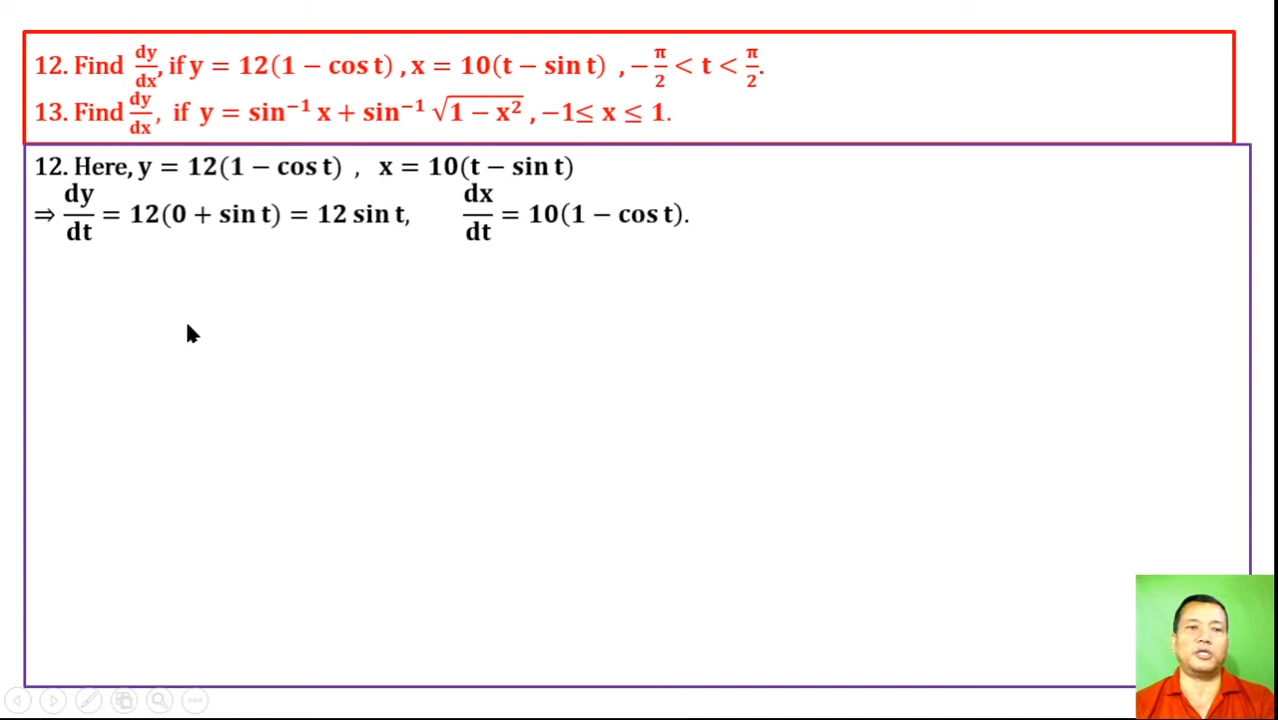 12. Find dy/dx, if y = 12(1 − cos t) , x = 10(t − sin t) , −π/2 < t < π/2.
13. Find dy/dx, if y = sin⁻¹ x + sin⁻¹ √(1 − x²) , −1≤ x ≤ 1.
12. Here, y = 12(1 − cos t) , x = 10(t − sin t)
⇒ dy/dt = 12(0 + sin t) = 12 sin t, dx/dt = 10(1 − cos t).